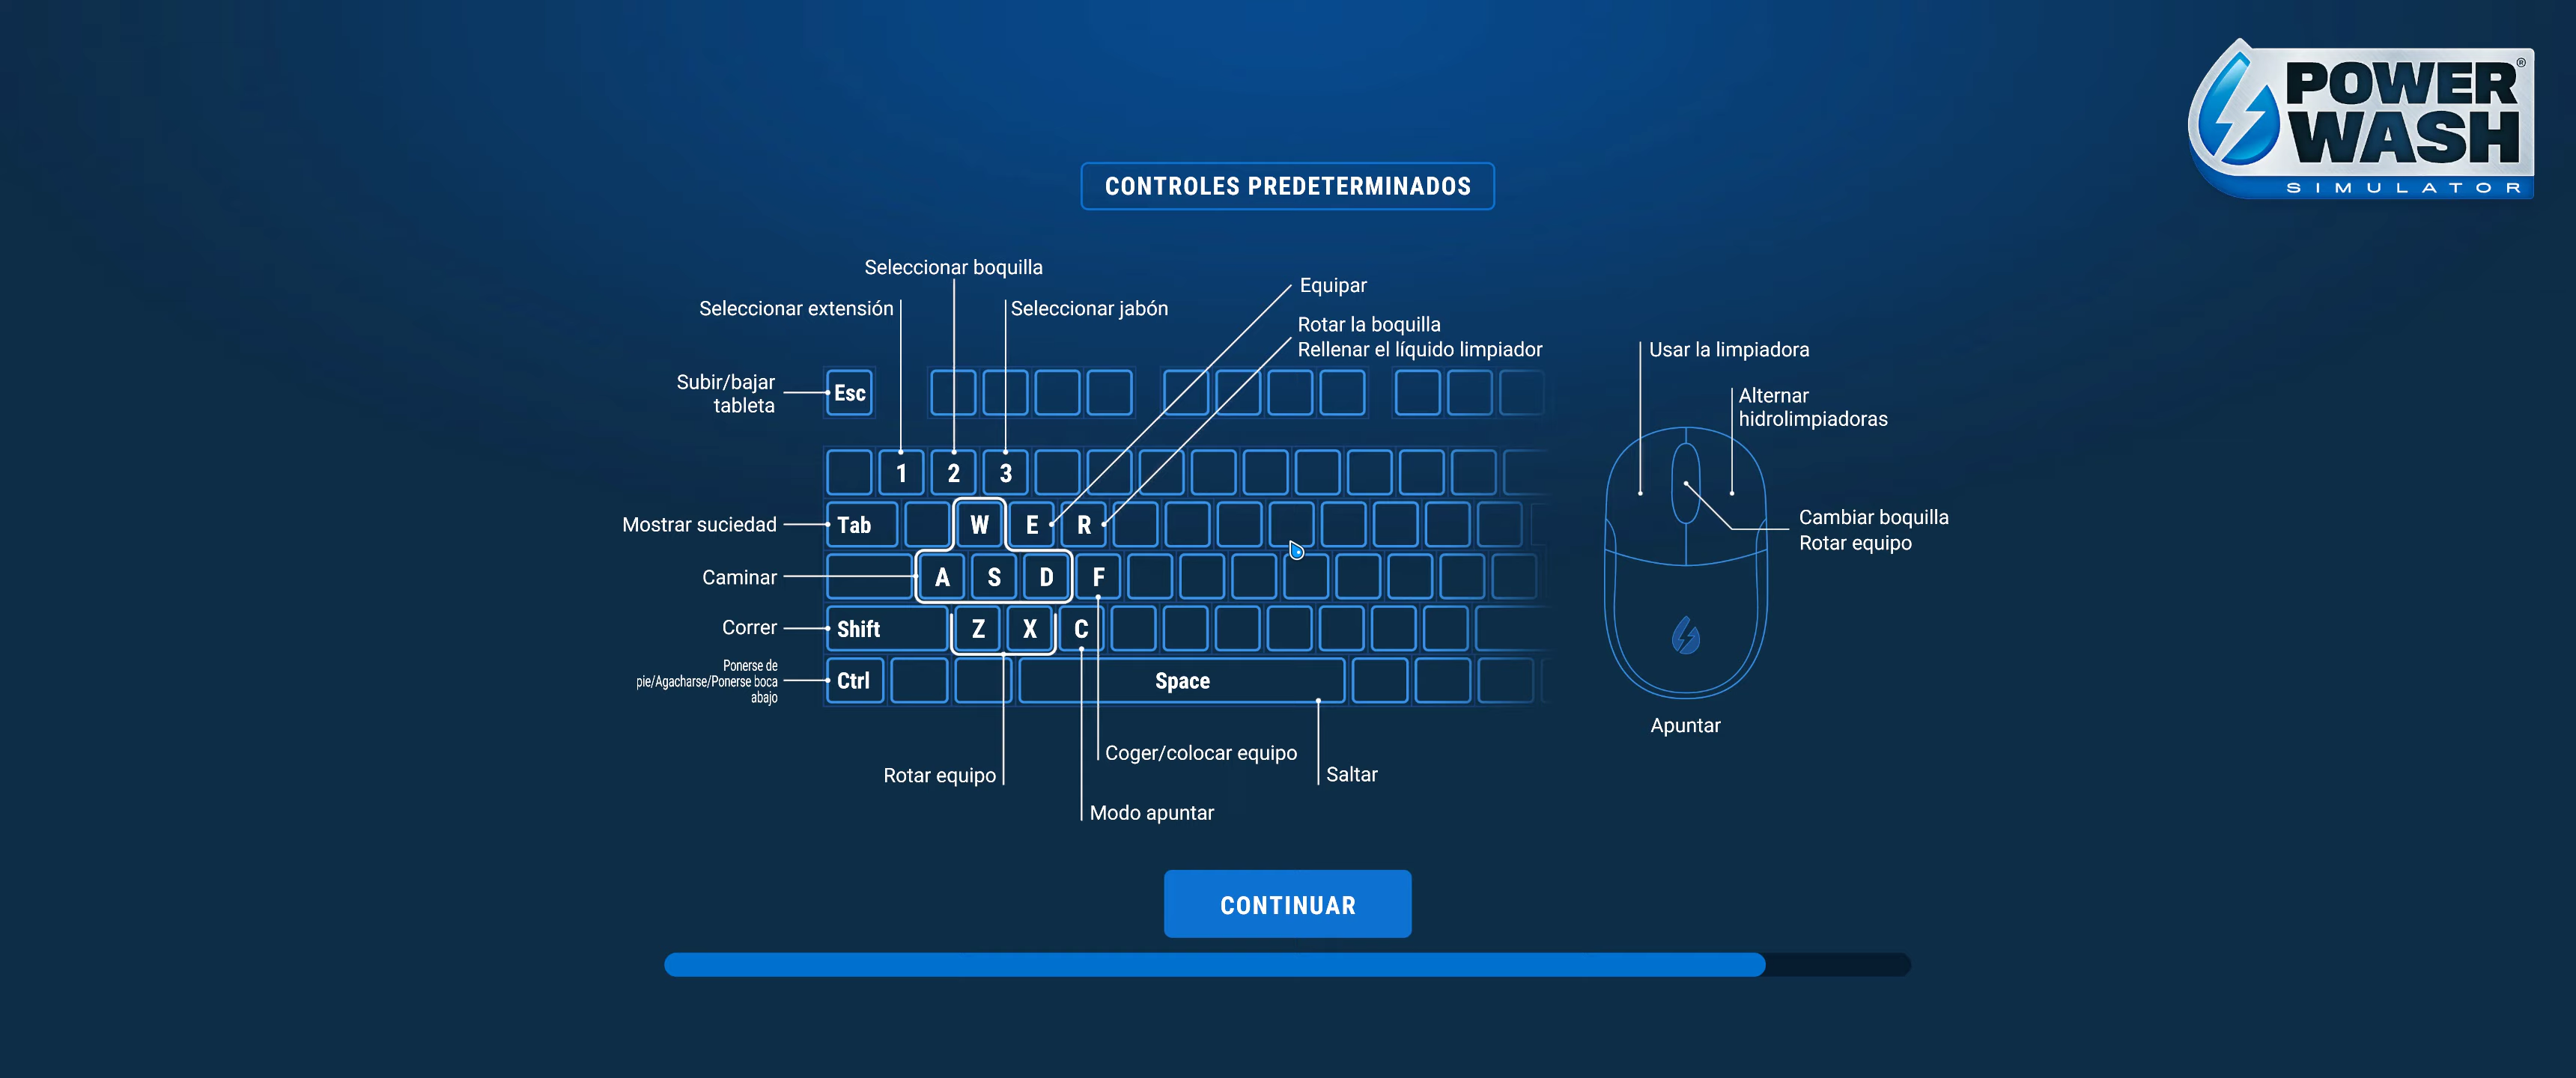 POWER
WASH
SIMULATOR
®
CONTROLES PREDETERMINADOS
Seleccionar boquilla
Seleccionar extensión
Seleccionar jabón
Equipar
Rotar la boquilla
Rellenar el líquido limpiador
Usar la limpiadora
Alternar
hidrolimpiadoras
Subir/bajar
tableta
Esc
1 2 3
Mostrar suciedad
Tab W E R
Cambiar boquilla
Rotar equipo
Caminar
A S D F
Correr
Shift Z X C
Ponerse de
pie/Agacharse/Ponerse boca
abajo
Ctrl Space
Apuntar
Coger/colocar equipo
Rotar equipo
Saltar
Modo apuntar
CONTINUAR